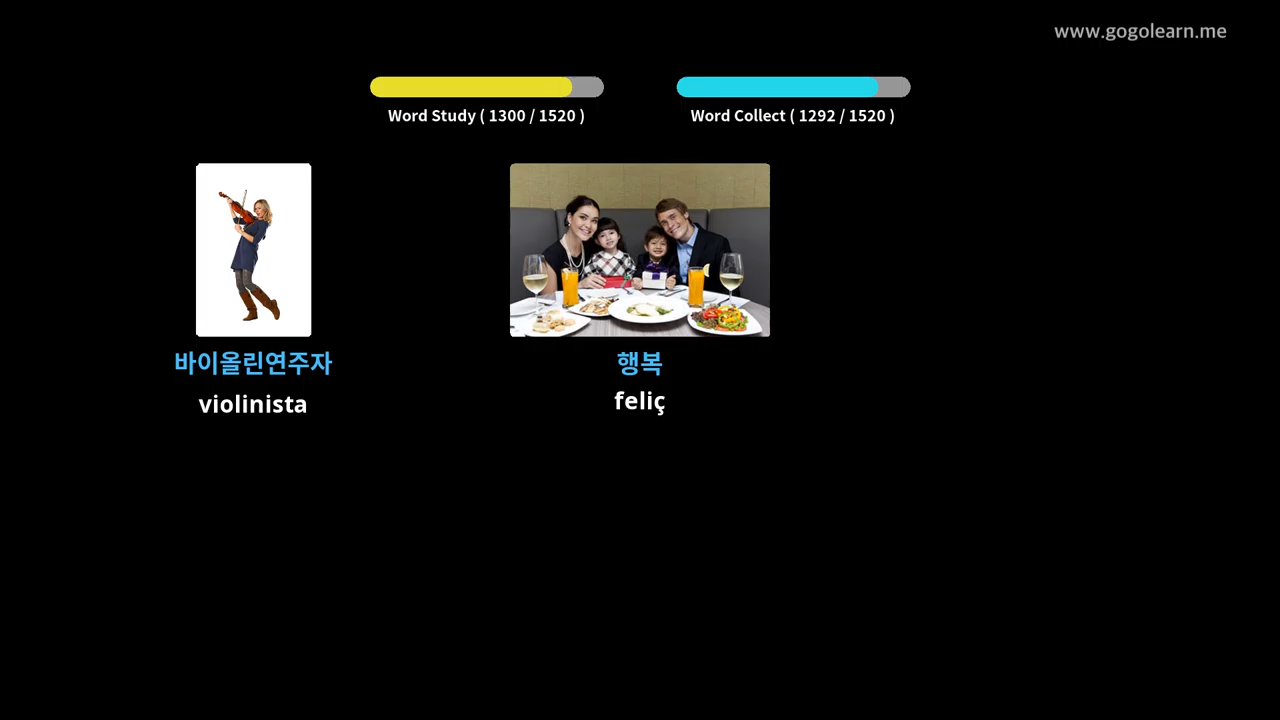 www.gogolearn.me
Word Study ( 1300 / 1520 )
Word Collect ( 1292 / 1520 )
바이올린연주자
violinista
행복
feliç